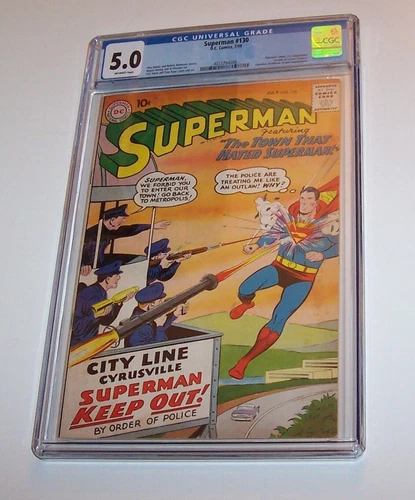 CGC UNIVERSAL GRADE
5.0
Superman #130
D.C. Comics, 7/59
CGC
DC
10¢
SUPERMAN
Featuring
"The TOWN THAT
HATED SUPERMAN!"
SUPERMAN,
WE FORBID YOU
TO ENTER OUR
TOWN! GO BACK
TO METROPOLIS.
THE POLICE ARE
TREATING ME LIKE
AN OUTLAW! WHY?
CITY LINE
CYRUSVILLE
SUPERMAN
KEEP OUT!
BY ORDER OF POLICE